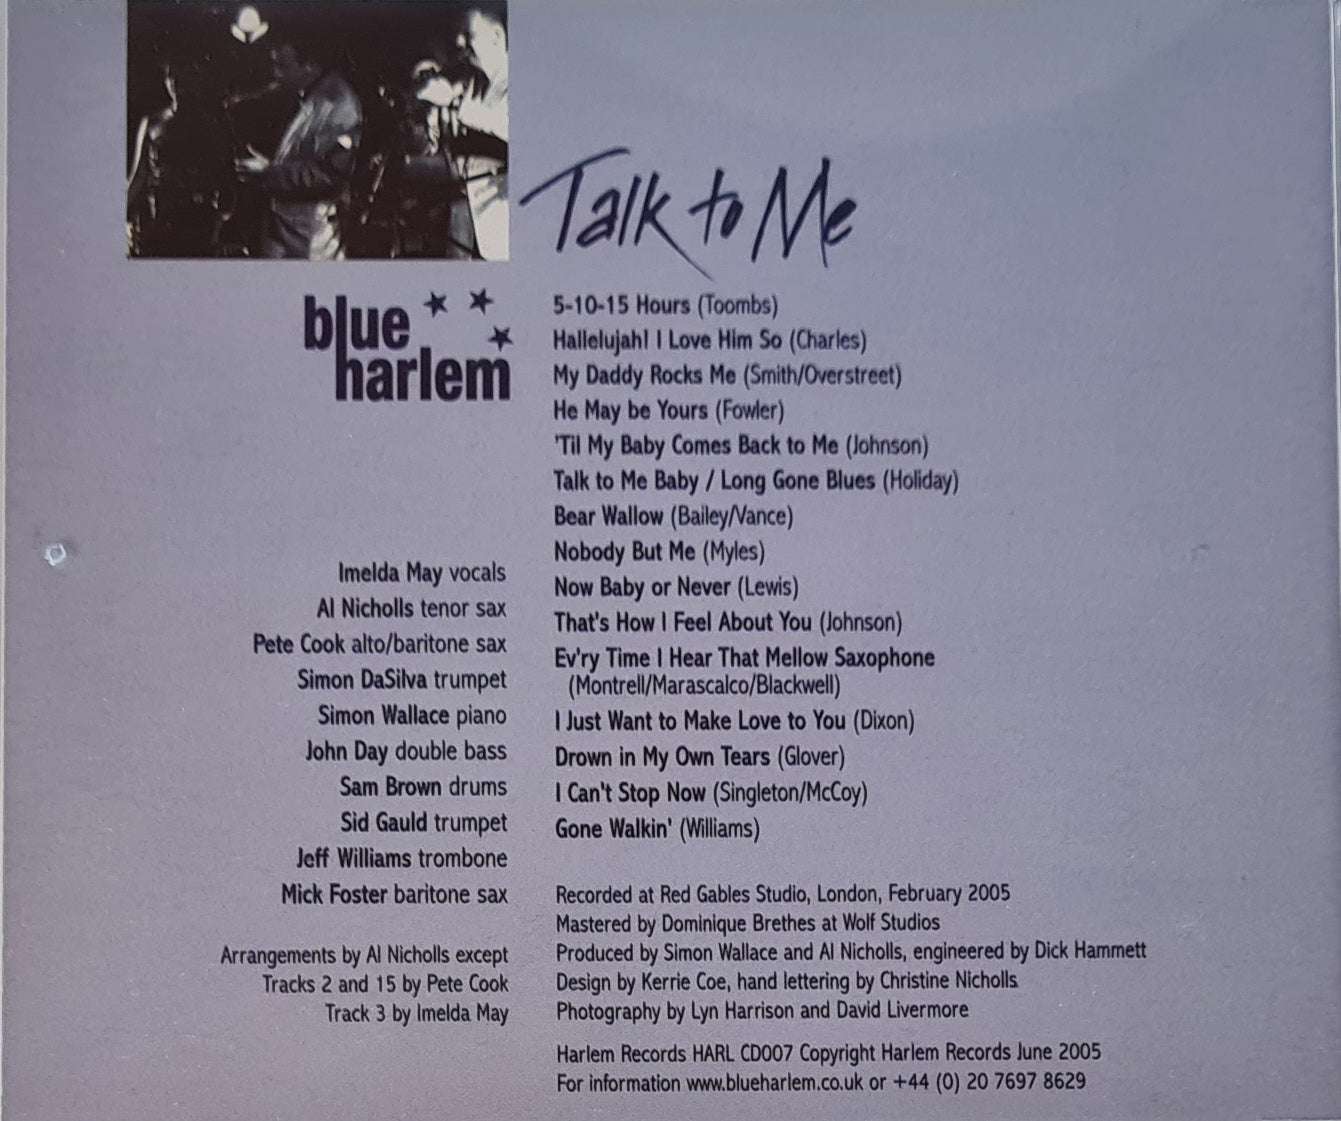 Talk to Me
blue
harlem
5-10-15 Hours (Toombs)
Hallelujah! I Love Him So (Charles)
My Daddy Rocks Me (Smith/Overstreet)
He May be Yours (Fowler)
'Til My Baby Comes Back to Me (Johnson)
Talk to Me Baby / Long Gone Blues (Holiday)
Bear Wallow (Bailey/Vance)
Nobody But Me (Myles)
Now Baby or Never (Lewis)
That's How I Feel About You (Johnson)
Ev'ry Time I Hear That Mellow Saxophone
(Montrell/Marascalco/Blackwell)
I Just Want to Make Love to You (Dixon)
Drown in My Own Tears (Glover)
I Can't Stop Now (Singleton/McCoy)
Gone Walkin' (Williams)
Imelda May vocals
Al Nicholls tenor sax
Pete Cook alto/baritone sax
Simon DaSilva trumpet
Simon Wallace piano
John Day double bass
Sam Brown drums
Sid Gauld trumpet
Jeff Williams trombone
Mick Foster baritone sax
Arrangements by Al Nicholls except
Tracks 2 and 15 by Pete Cook
Track 3 by Imelda May
Recorded at Red Gables Studio, London, February 2005
Mastered by Dominique Brethes at Wolf Studios
Produced by Simon Wallace and Al Nicholls, engineered by Dick Hammett
Design by Kerrie Coe, hand lettering by Christine Nicholls
Photography by Lyn Harrison and David Livermore
Harlem Records HARL CD007 Copyright Harlem Records June 2005
For information www.blueharlem.co.uk or +44 (0) 20 7697 8629